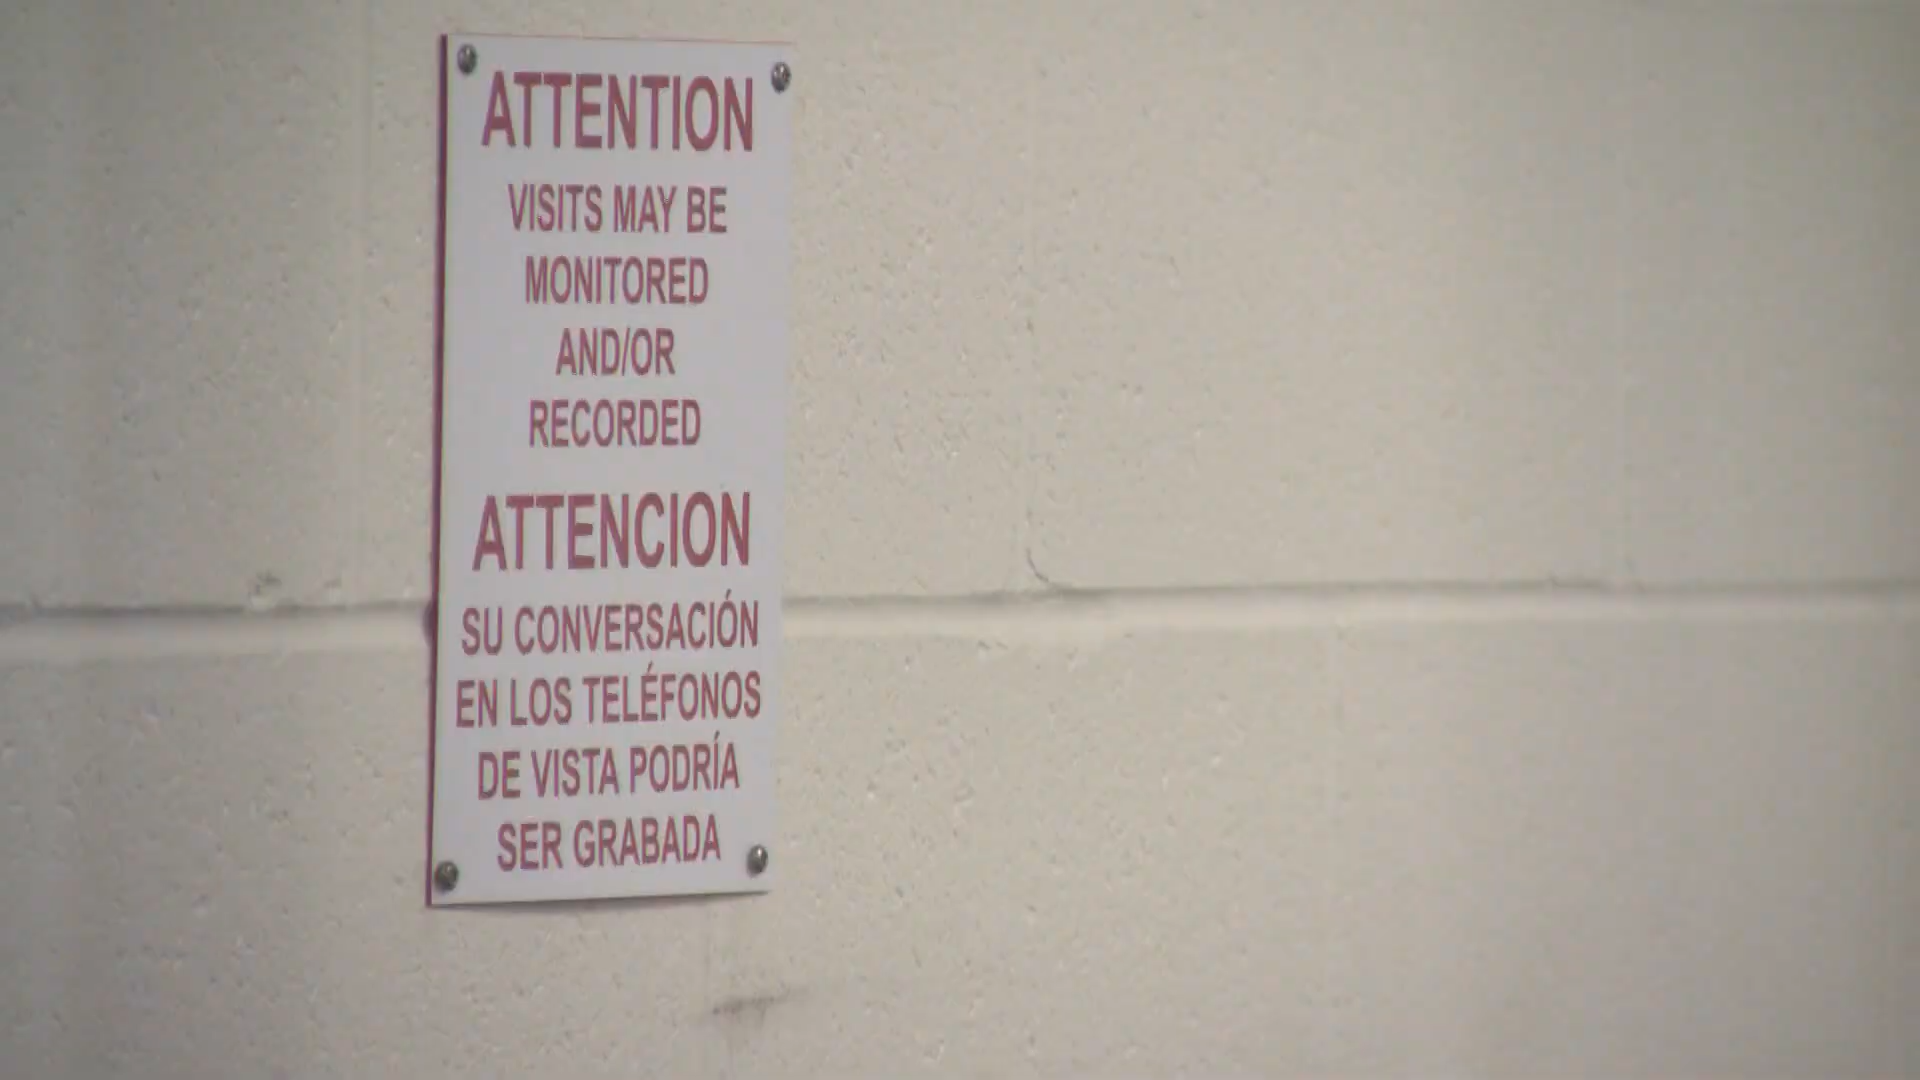 ATTENTION
VISITS MAY BE
MONITORED
AND/OR
RECORDED
ATTENCION
SU CONVERSACIÓN
EN LOS TELÉFONOS
DE VISTA PODRÍA
SER GRABADA